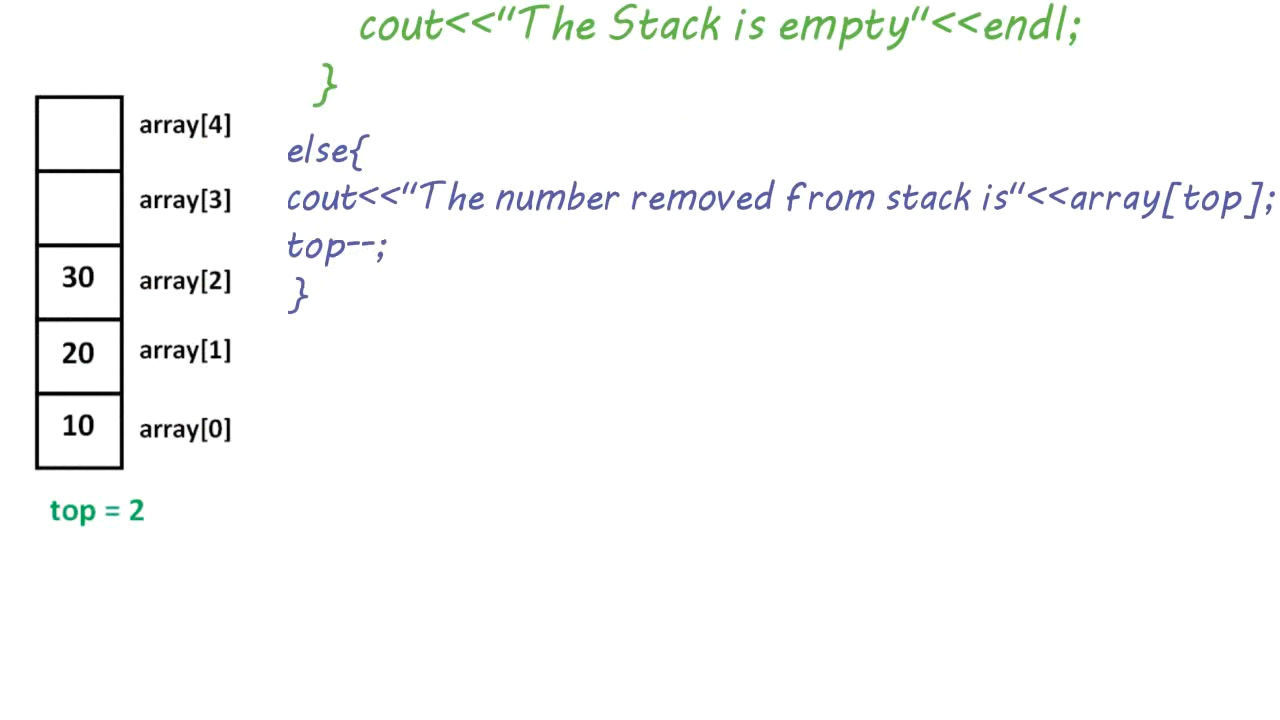 cout<<"The Stack is empty"<<endl;
}
else{
cout<<"The number removed from stack is"<<array[top];
top--;
}
array[4]
array[3]
30 array[2]
20 array[1]
10 array[0]
top = 2